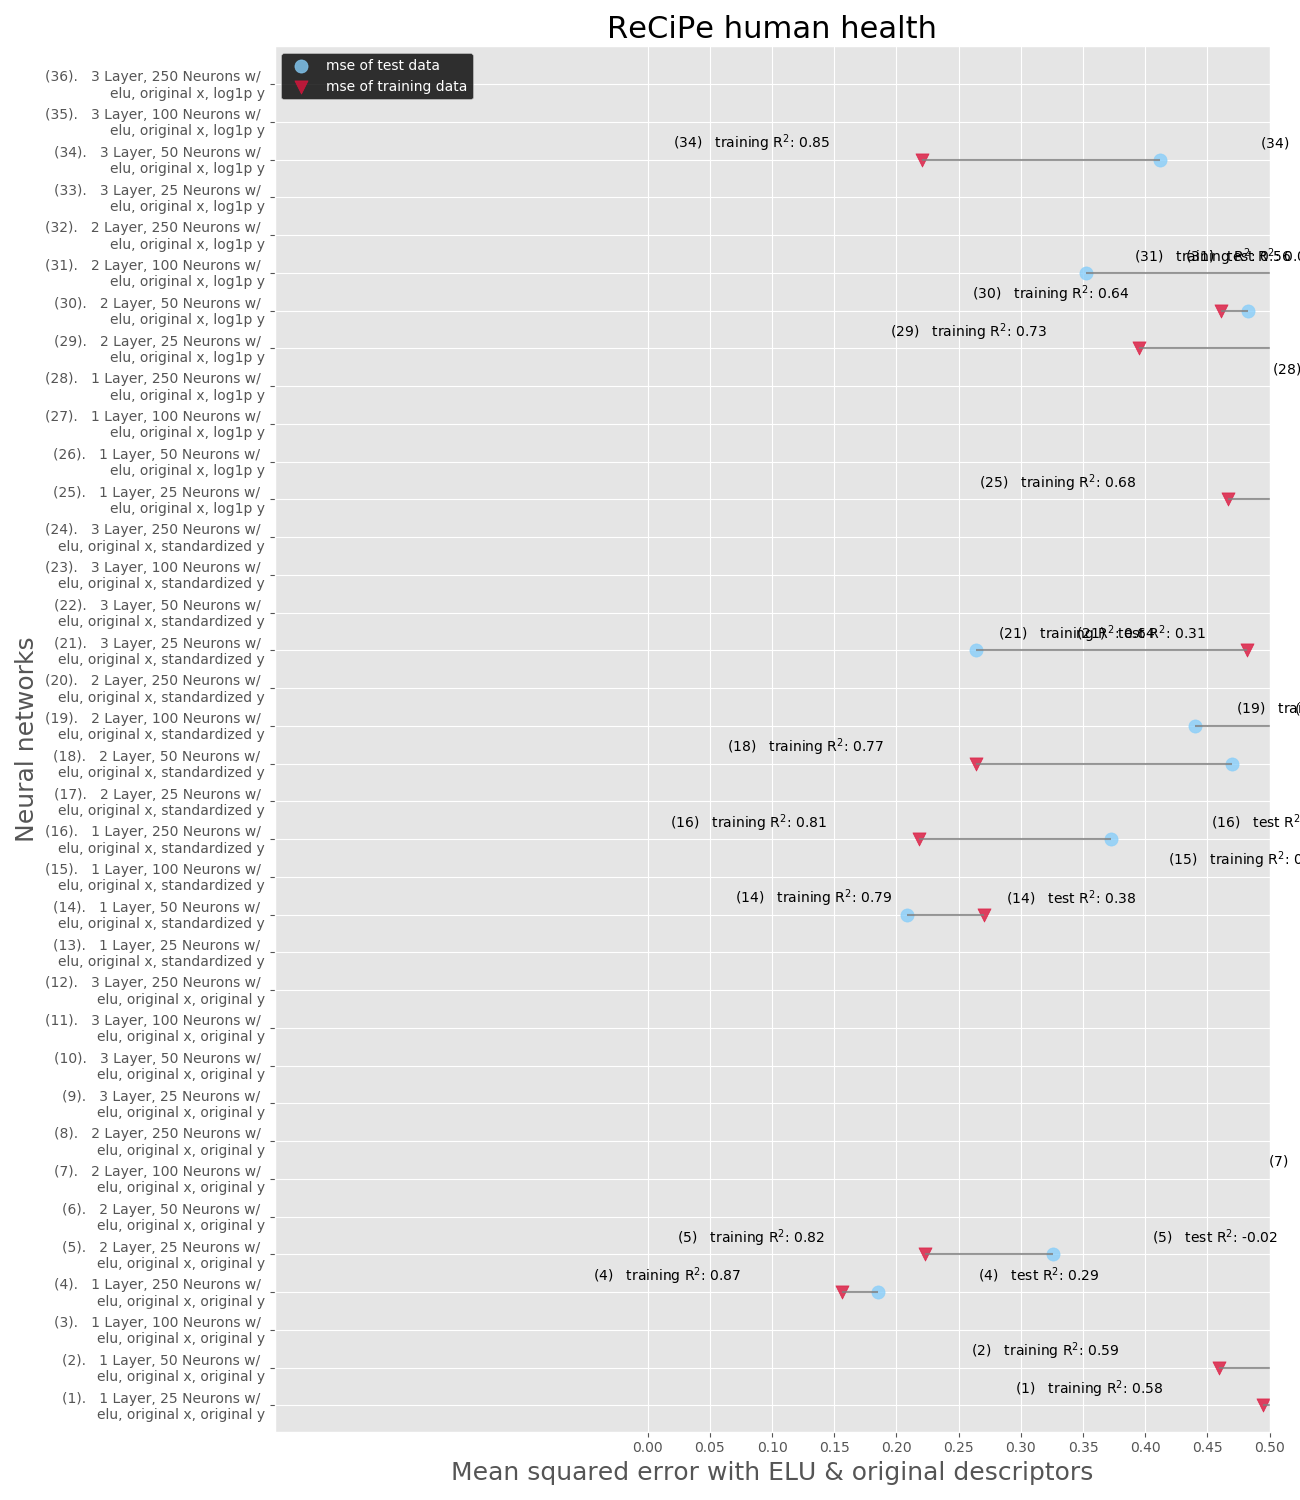 ReCiPe human health
mse of test data
mse of training data
(36).   3 Layer, 250 Neurons w/
elu, original x, log1p y
(35).   3 Layer, 100 Neurons w/
elu, original x, log1p y
(34)   training R²: 0.85
(34)
(34).   3 Layer, 50 Neurons w/
elu, original x, log1p y
(33).   3 Layer, 25 Neurons w/
elu, original x, log1p y
(32).   2 Layer, 250 Neurons w/
elu, original x, log1p y
(31)   training R²: 0.56
(31)   test R²:
(31).   2 Layer, 100 Neurons w/
elu, original x, log1p y
(30)   training R²: 0.64
(30).   2 Layer, 50 Neurons w/
elu, original x, log1p y
(29)   training R²: 0.73
(29).   2 Layer, 25 Neurons w/
elu, original x, log1p y
(28)
(28).   1 Layer, 250 Neurons w/
elu, original x, log1p y
(27).   1 Layer, 100 Neurons w/
elu, original x, log1p y
(26).   1 Layer, 50 Neurons w/
elu, original x, log1p y
(25)   training R²: 0.68
(25).   1 Layer, 25 Neurons w/
elu, original x, log1p y
(24).   3 Layer, 250 Neurons w/
elu, original x, standardized y
(23).   3 Layer, 100 Neurons w/
elu, original x, standardized y
(22).   3 Layer, 50 Neurons w/
elu, original x, standardized y
(21)   training R²: 0.64
(21)   test R²: 0.31
(21).   3 Layer, 25 Neurons w/
elu, original x, standardized y
(20).   2 Layer, 250 Neurons w/
elu, original x, standardized y
(19)
(19).   2 Layer, 100 Neurons w/
elu, original x, standardized y
(18)   training R²: 0.77
(18).   2 Layer, 50 Neurons w/
elu, original x, standardized y
(17).   2 Layer, 25 Neurons w/
elu, original x, standardized y
(16)   training R²: 0.81
(16)   test R²
(16).   1 Layer, 250 Neurons w/
elu, original x, standardized y
(15)   training R²: 0
(15).   1 Layer, 100 Neurons w/
elu, original x, standardized y
(14)   training R²: 0.79
(14)   test R²: 0.38
(14).   1 Layer, 50 Neurons w/
elu, original x, standardized y
(13).   1 Layer, 25 Neurons w/
elu, original x, standardized y
(12).   3 Layer, 250 Neurons w/
elu, original x, original y
(11).   3 Layer, 100 Neurons w/
elu, original x, original y
(10).   3 Layer, 50 Neurons w/
elu, original x, original y
(9).   3 Layer, 25 Neurons w/
elu, original x, original y
(8).   2 Layer, 250 Neurons w/
elu, original x, original y
(7)
(7).   2 Layer, 100 Neurons w/
elu, original x, original y
(6).   2 Layer, 50 Neurons w/
elu, original x, original y
(5)   training R²: 0.82
(5)   test R²: -0.02
(5).   2 Layer, 25 Neurons w/
elu, original x, original y
(4)   training R²: 0.87
(4)   test R²: 0.29
(4).   1 Layer, 250 Neurons w/
elu, original x, original y
(3).   1 Layer, 100 Neurons w/
elu, original x, original y
(2)   training R²: 0.59
(2).   1 Layer, 50 Neurons w/
elu, original x, original y
(1)   training R²: 0.58
(1).   1 Layer, 25 Neurons w/
elu, original x, original y
Neural networks
0.00 0.05 0.10 0.15 0.20 0.25 0.30 0.35 0.40 0.45 0.50
Mean squared error with ELU & original descriptors